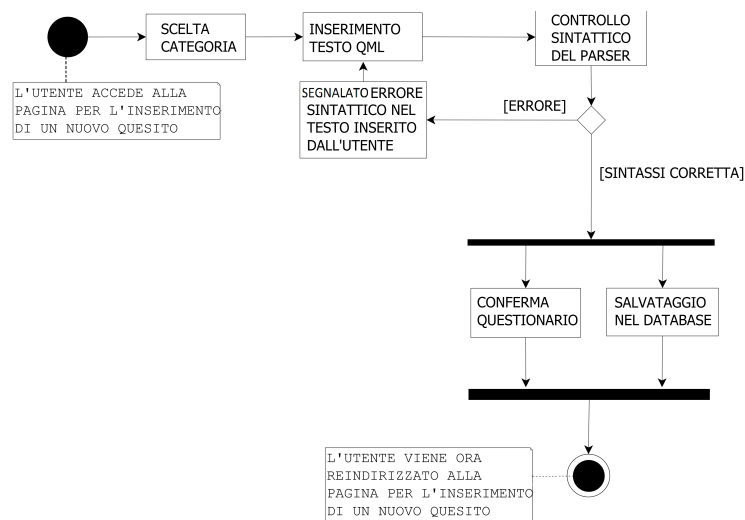 SCELTA
CATEGORIA
INSERIMENTO
TESTO QML
CONTROLLO
SINTATTICO
DEL PARSER
L'UTENTE ACCEDE ALLA
PAGINA PER L'INSERIMENTO
DI UN NUOVO QUESITO
SEGNALATO ERRORE
SINTATTICO NEL
TESTO INSERITO
DALL'UTENTE
[ERRORE]
[SINTASSI CORRETTA]
CONFERMA
QUESTIONARIO
SALVATAGGIO
NEL DATABASE
L'UTENTE VIENE ORA
REINDIRIZZATO ALLA
PAGINA PER L'INSERIMENTO
DI UN NUOVO QUESITO